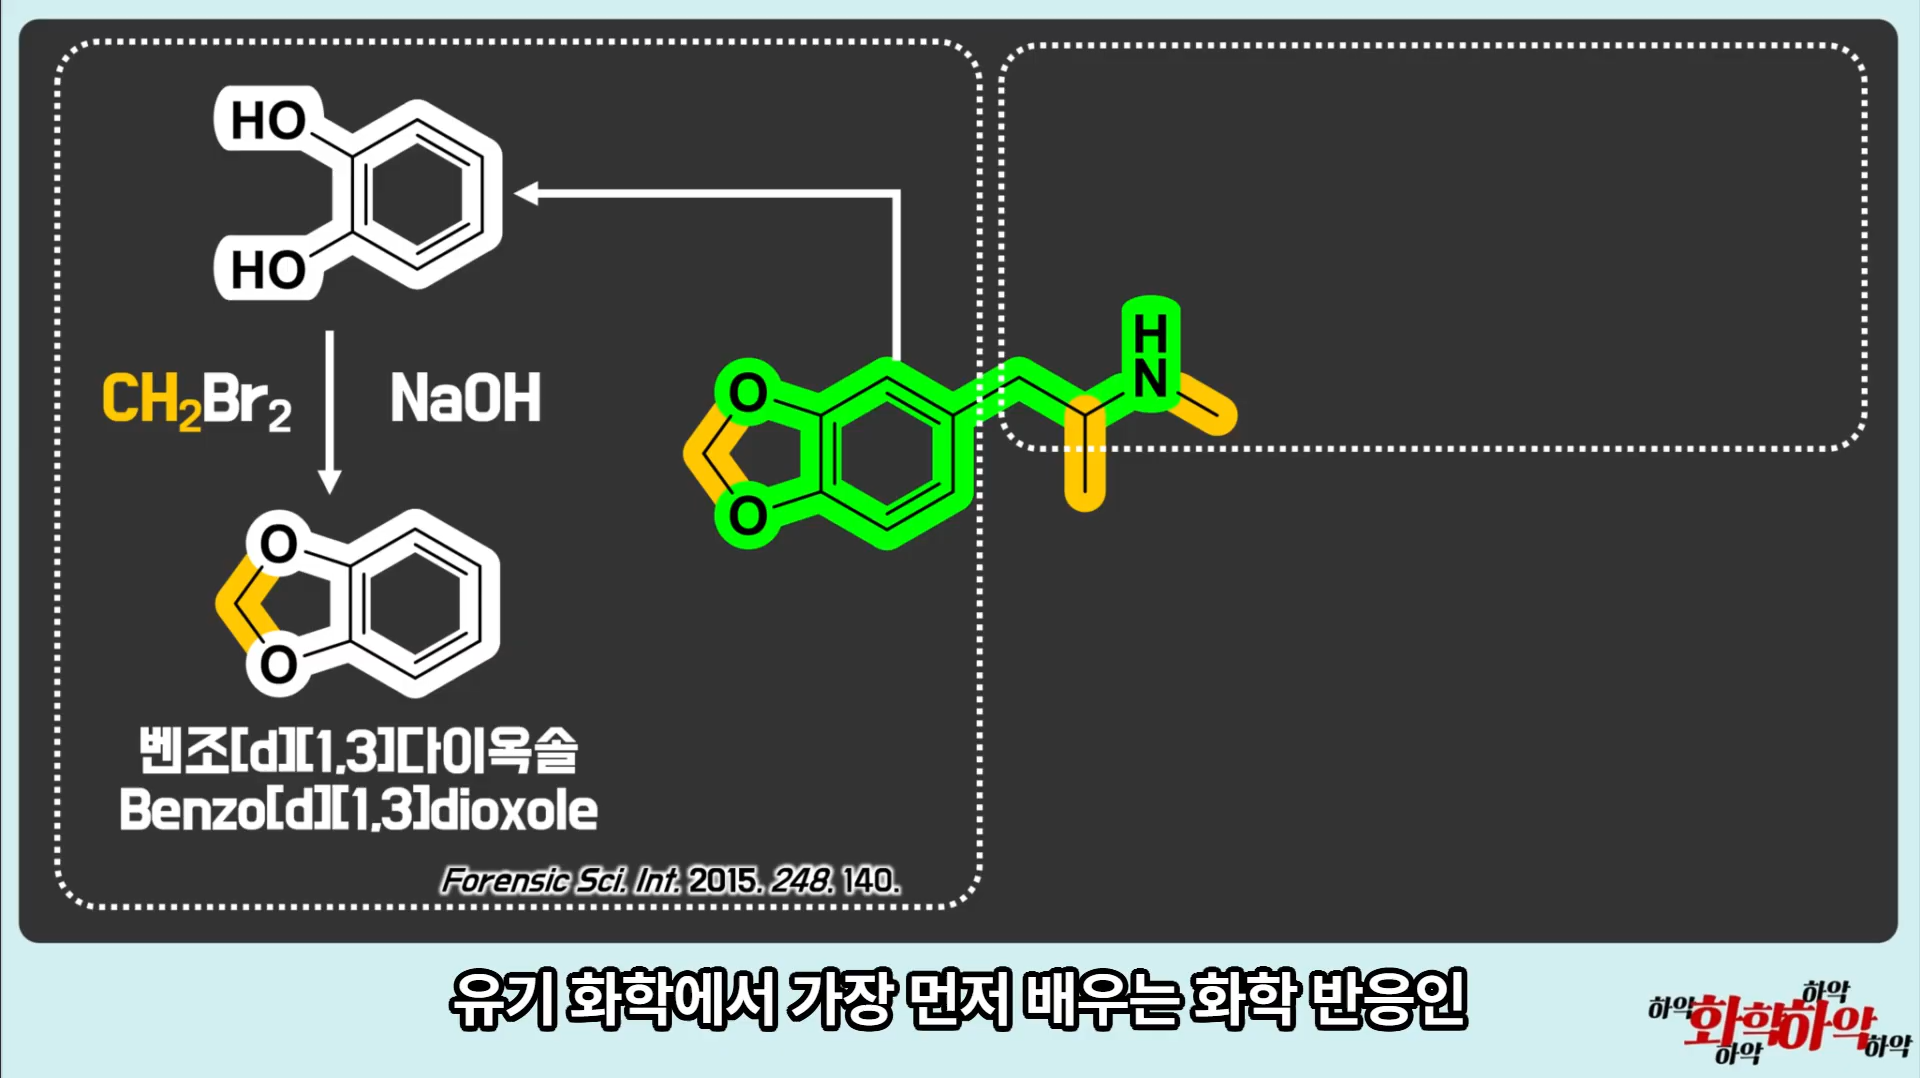 HO
HO
CH₂Br₂
NaOH
O
O
벤조[d][1,3]다이옥솔
Benzo[d][1,3]dioxole
Forensic Sci. Int. 2015. 248. 140.
O
O
H
N
유기 화학에서 가장 먼저 배우는 화학 반응인
하악
하악
화학하악
하악
하악